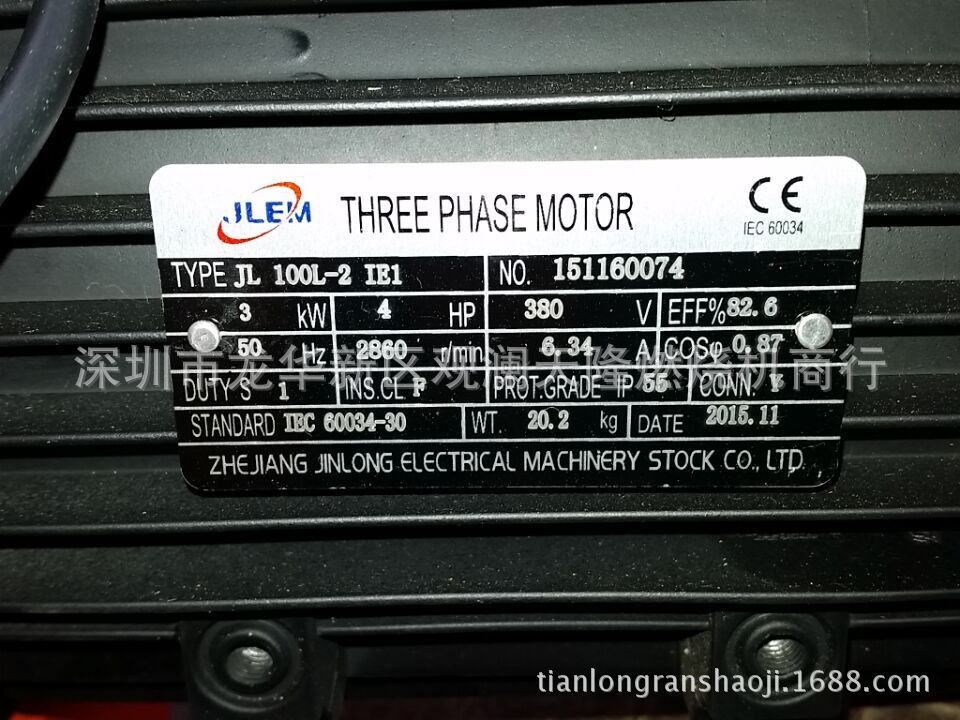 JLEM THREE PHASE MOTOR CE
IEC 60034
TYPE JL 100L-2 IE1 NO. 151160074
3 kW 4 HP 380 V EFF% 82.6
50 Hz 2860 r/min 6.34 A COSφ 0.87
深圳市龙华新区观澜天隆燃烧机商行
DUTY S 1 INS.CL F PROT.GRADE IP 55 CONN. Y
STANDARD IEC 60034-30 WT. 20.2 kg DATE 2015.11
ZHEJIANG JINLONG ELECTRICAL MACHINERY STOCK CO., LTD
tianlongranshaoji.1688.com